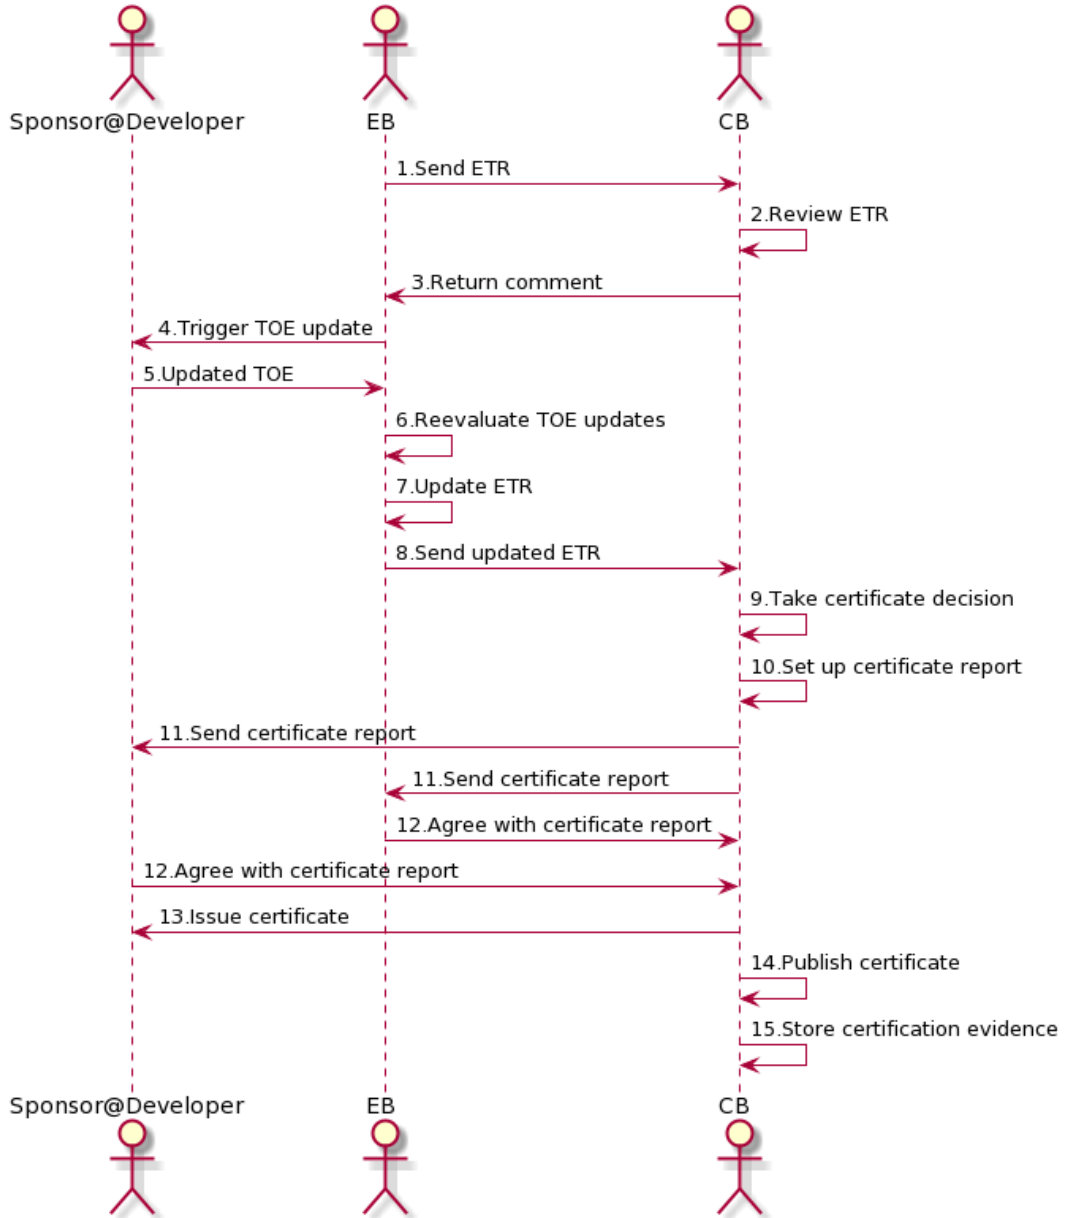 Sponsor@Developer
EB
CB
1.Send ETR
2.Review ETR
3.Return comment
4.Trigger TOE update
5.Updated TOE
6.Reevaluate TOE updates
7.Update ETR
8.Send updated ETR
9.Take certificate decision
10.Set up certificate report
11.Send certificate report
11.Send certificate report
12.Agree with certificate report
12.Agree with certificate report
13.Issue certificate
14.Publish certificate
15.Store certification evidence
Sponsor@Developer
EB
CB